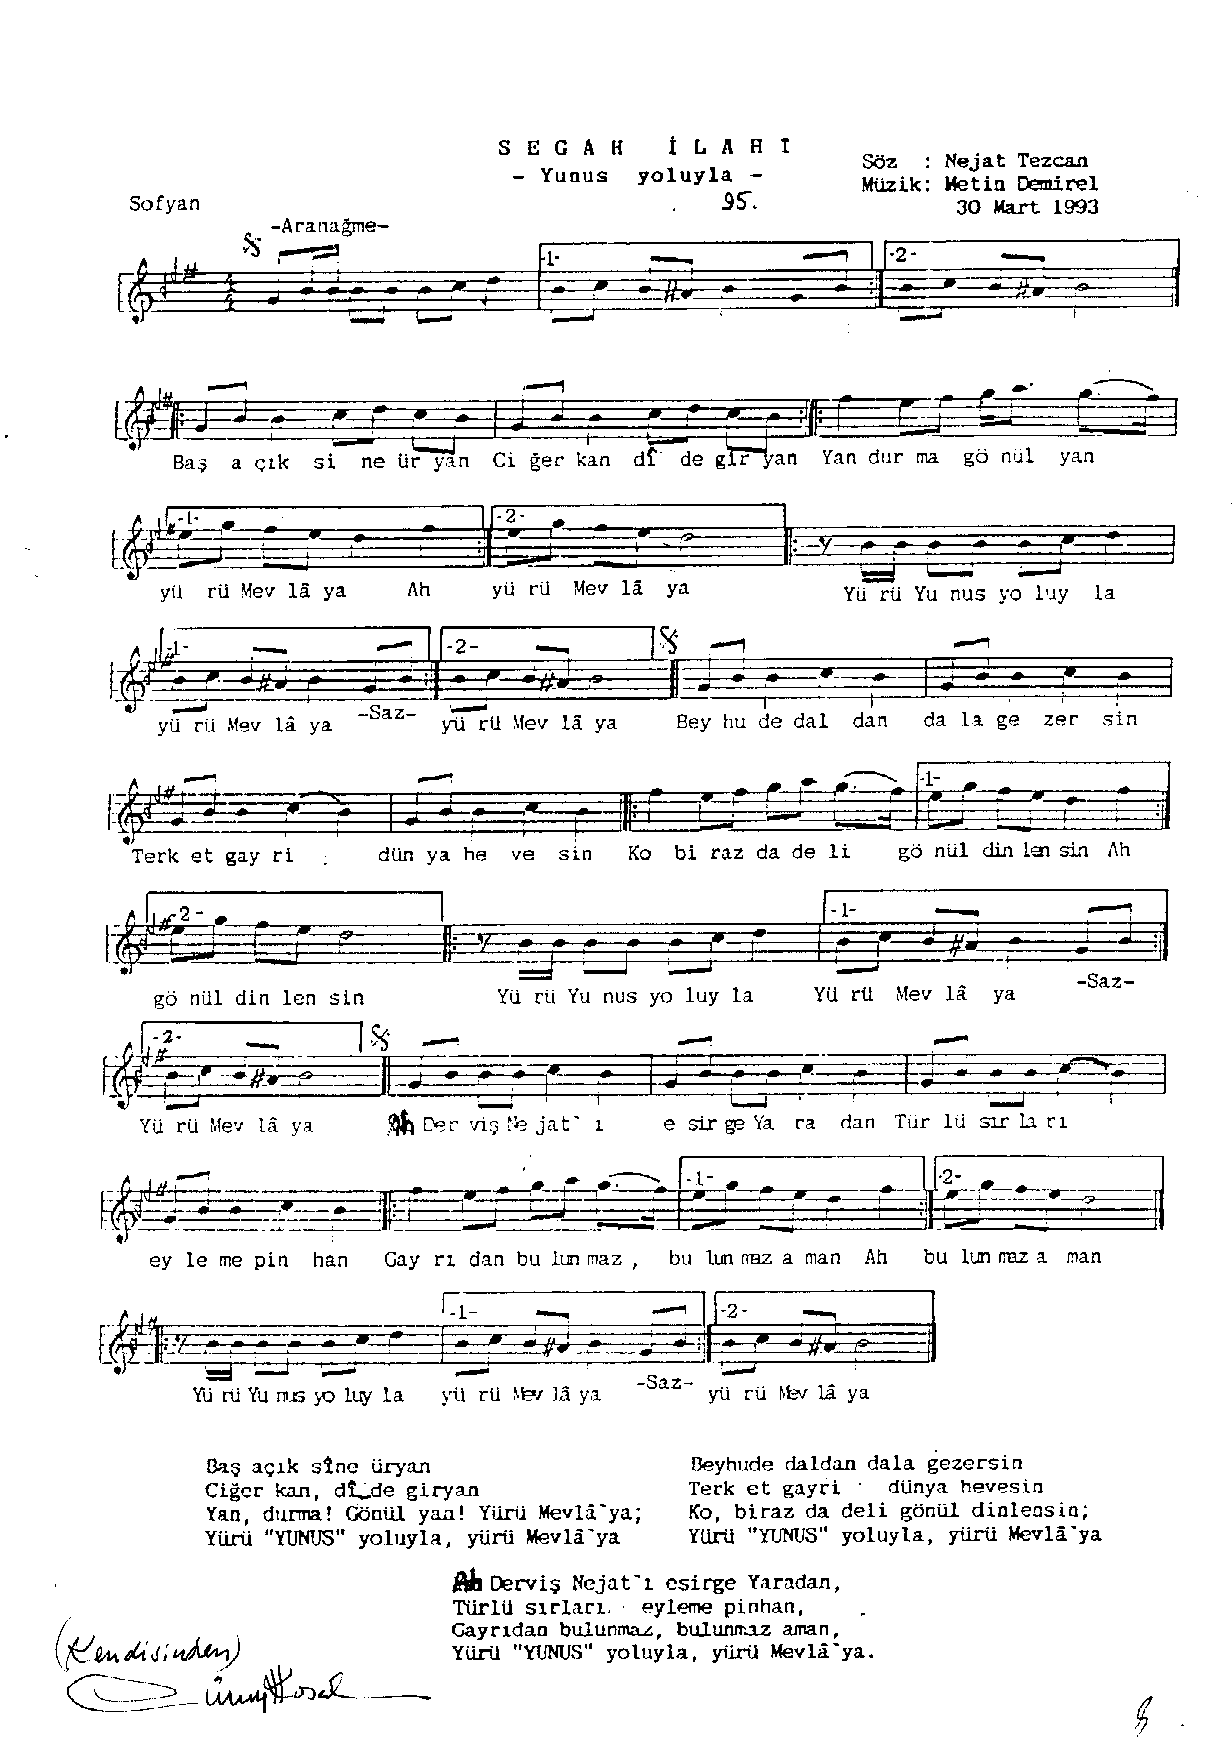 SEGAH İLAHİ
- Yunus yoluyla -
Söz : Nejat Tezcan
Müzik: Metin Demirel
Sofyan
95.
30 Mart 1993
-Aranağme-
-1- -2-
Baş a çık si ne ür yan Ci ğer kan dî de gir yan Yan dur ma gö nül yan
-1- -2-
yü rü Mev lâ ya Ah yü rü Mev lâ ya Yü rü Yu nus yo luy la
-1- -2-
yü rü Mev lâ ya -Saz- yü rü Mev lâ ya Bey hu de dal dan da la ge zer sin
-1-
Terk et gay ri dün ya he ve sin Ko bi raz da de li gö nül din len sin Ah
-2- -1-
gö nül din len sin Yü rü Yu nus yo luy la Yü rü Mev lâ ya -Saz-
-2-
Yü rü Mev lâ ya Ah Der viş Ne jat' ı e sir ge Ya ra dan Tür lü sır la rı
-1- -2-
ey le me pin han Gay rı dan bu lun maz, bu lun maz a man Ah bu lun maz a man
-1- -2-
Yü rü Yu nus yo luy la yü rü Mev lâ ya -Saz- yü rü Mev lâ ya
Baş açık sîne üryan
Ciğer kan, dî_de giryan
Yan, durma! Gönül yan! Yürü Mevlâ'ya;
Yürü "YUNUS" yoluyla, yürü Mevlâ'ya
Beyhude daldan dala gezersin
Terk et gayri dünya hevesin
Ko, biraz da deli gönül dinlensin;
Yürü "YUNUS" yoluyla, yürü Mevlâ'ya
Ah Derviş Nejat'ı esirge Yaradan,
Türlü sırları eyleme pinhan,
Gayrıdan bulunmaz, bulunmaz aman,
Yürü "YUNUS" yoluyla, yürü Mevlâ'ya.
(Kendisinden)